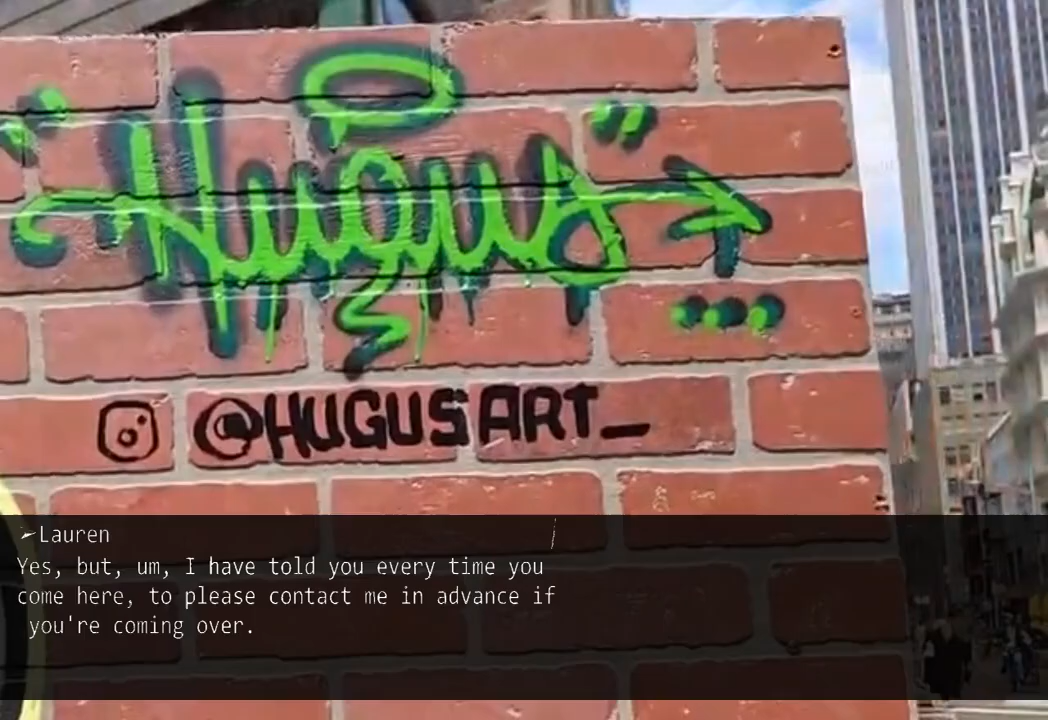 "Hugus"
@HUGUSART_
➤Lauren
Yes, but, um, I have told you every time you
come here, to please contact me in advance if
you're coming over.